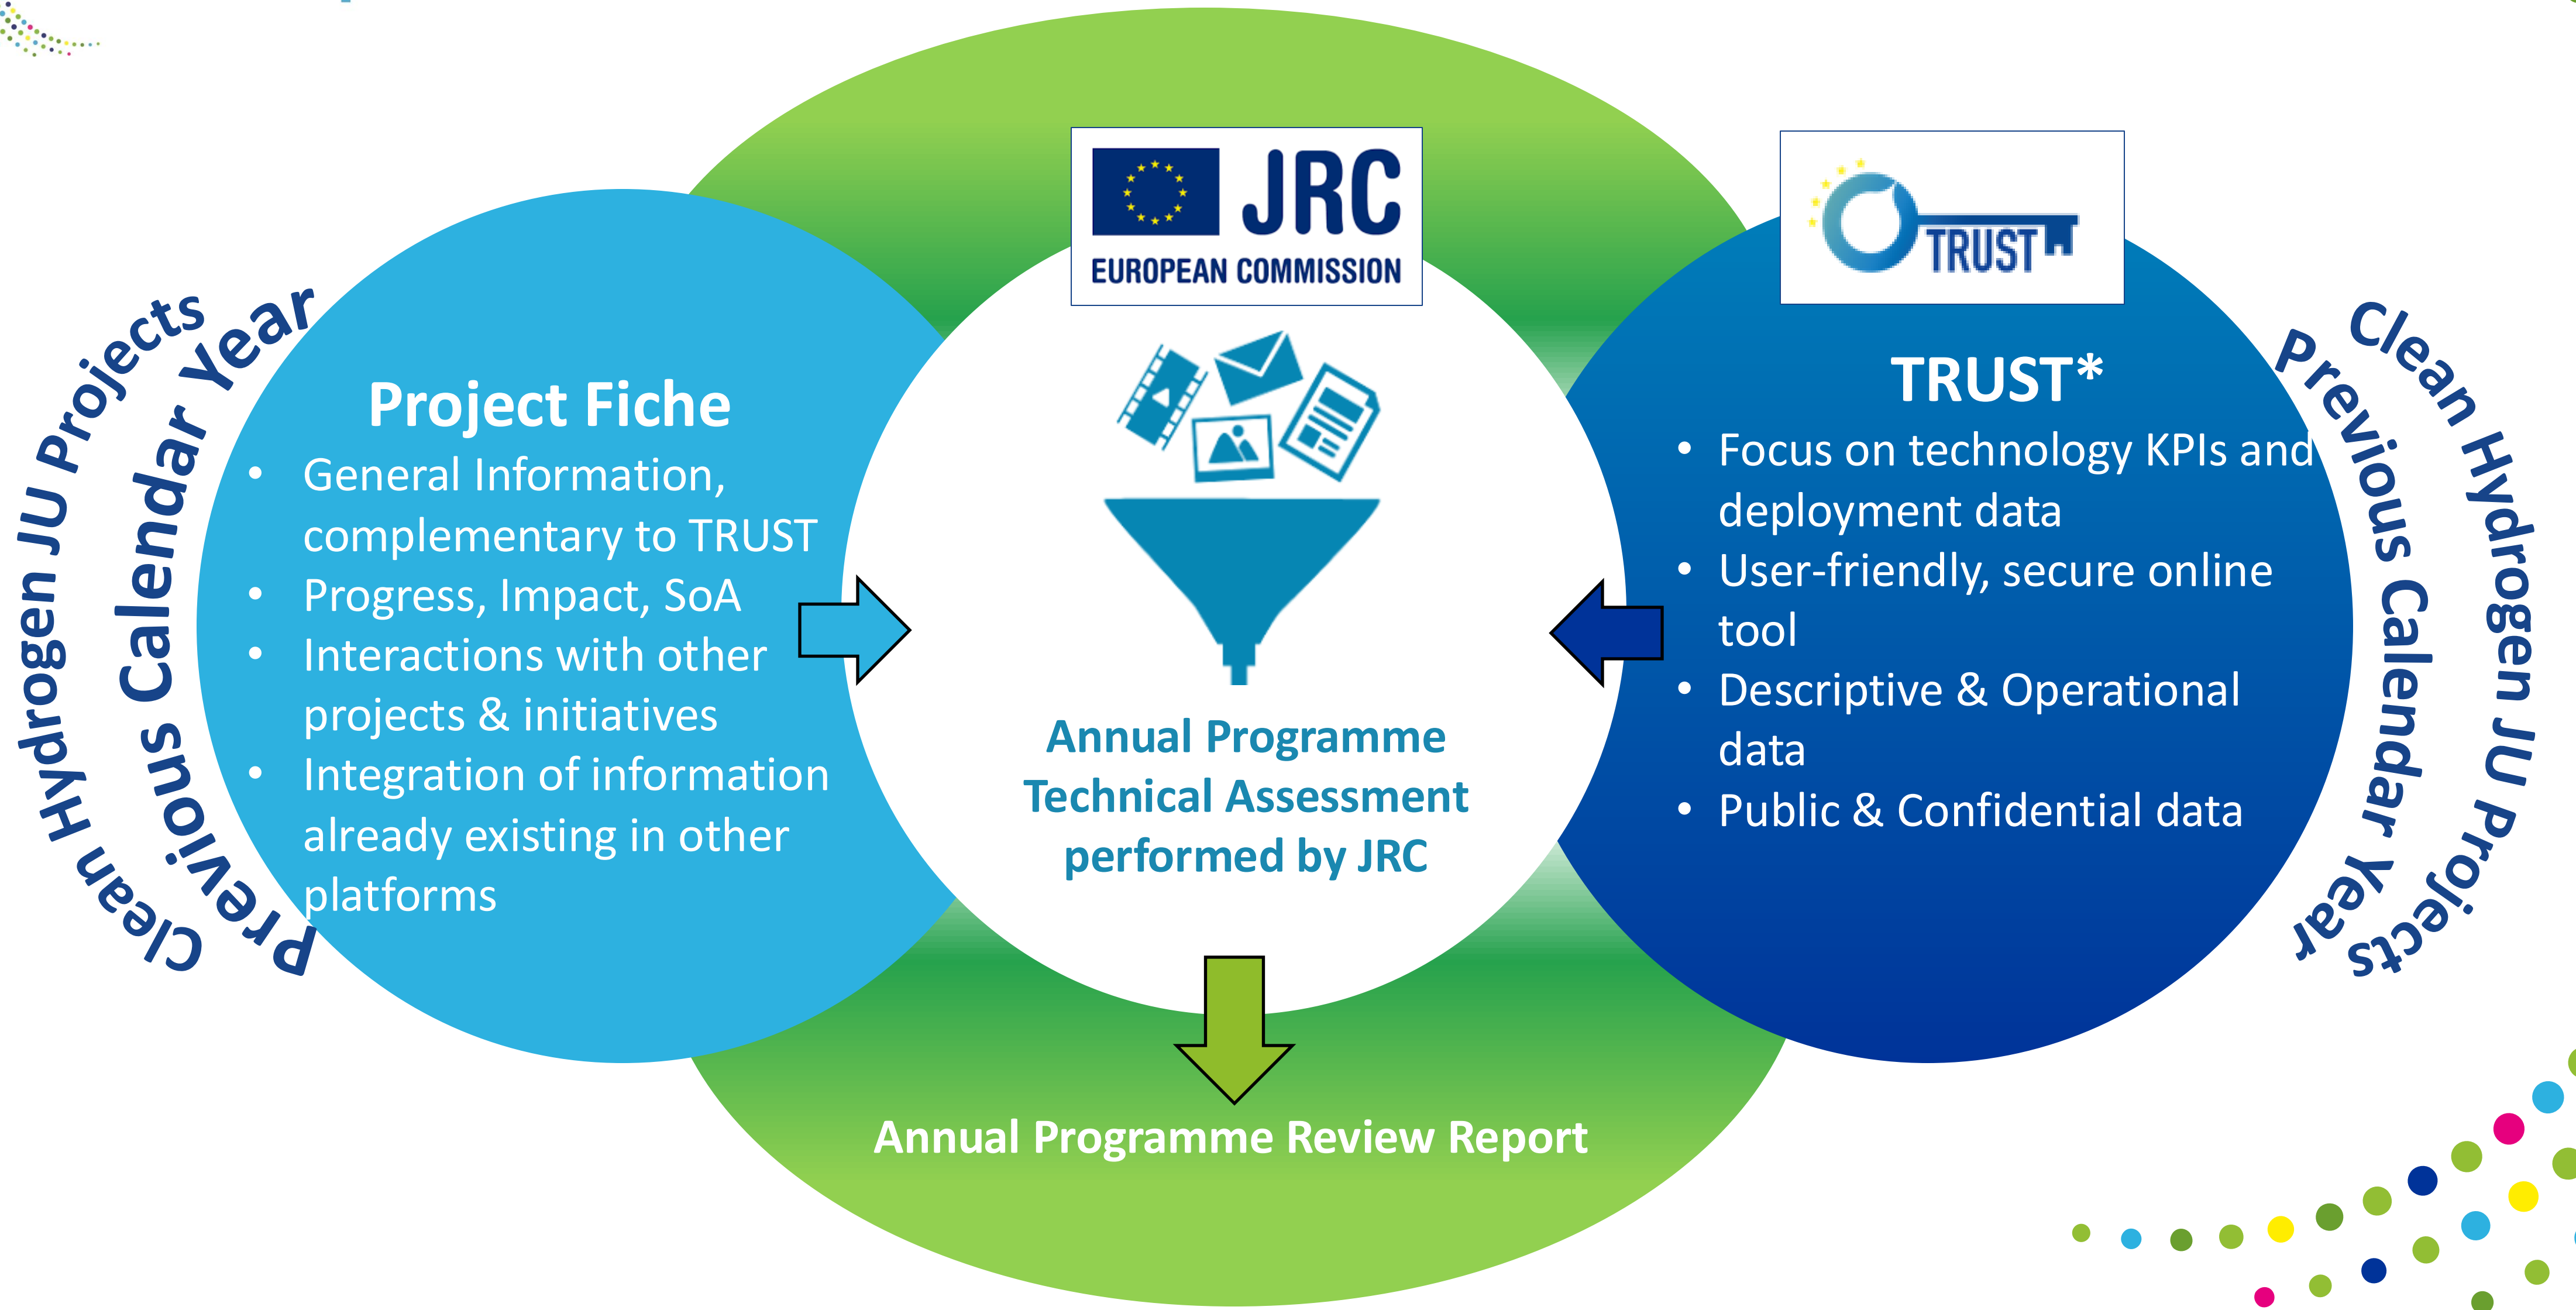 Clean Hydrogen JU Projects
Previous Calendar Year
Project Fiche
• General Information,
complementary to TRUST
• Progress, Impact, SoA
• Interactions with other
projects & initiatives
• Integration of information
already existing in other
platforms
JRC
EUROPEAN COMMISSION
Annual Programme
Technical Assessment
performed by JRC
Annual Programme Review Report
TRUST
TRUST*
• Focus on technology KPIs and
deployment data
• User-friendly, secure online
tool
• Descriptive & Operational
data
• Public & Confidential data
Previous Calendar Year
Clean Hydrogen JU Projects